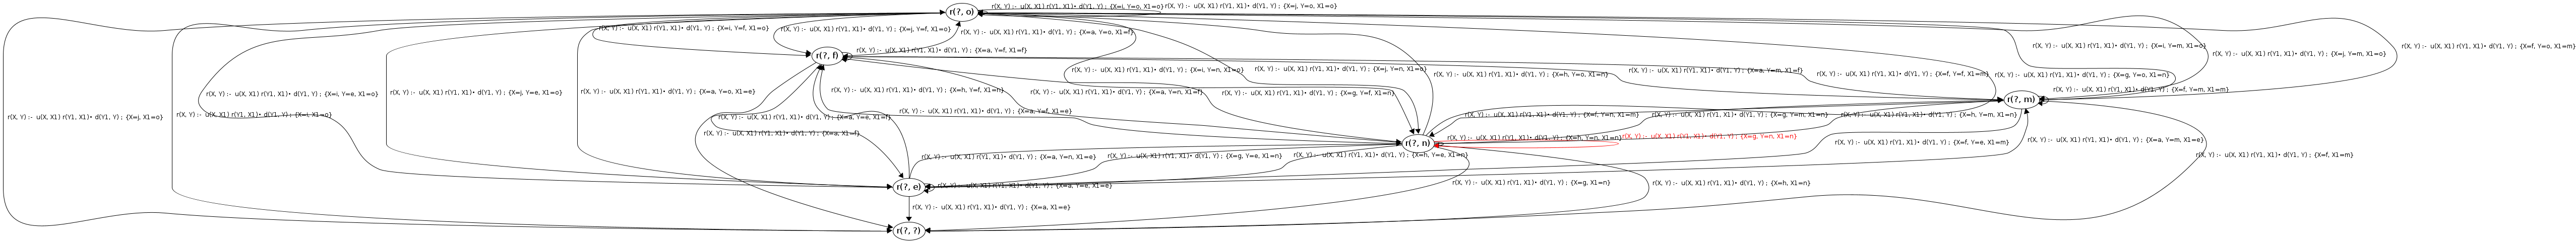 r(X, Y) :- u(X, X1) r(Y1, X1)• d(Y1, Y) ; {X=i, Y=o, X1=o}
r(X, Y) :- u(X, X1) r(Y1, X1)• d(Y1, Y) ; {X=j, Y=o, X1=o}
r(?, o)
r(X, Y) :- u(X, X1) r(Y1, X1)• d(Y1, Y) ; {X=i, Y=f, X1=o}
r(X, Y) :- u(X, X1) r(Y1, X1)• d(Y1, Y) ; {X=j, Y=f, X1=o}
r(X, Y) :- u(X, X1) r(Y1, X1)• d(Y1, Y) ; {X=a, Y=o, X1=f}
r(X, Y) :- u(X, X1) r(Y1, X1)• d(Y1, Y) ; {X=i, Y=m, X1=o}
r(X, Y) :- u(X, X1) r(Y1, X1)• d(Y1, Y) ; {X=f, Y=o, X1=m}
r(X, Y) :- u(X, X1) r(Y1, X1)• d(Y1, Y) ; {X=a, Y=f, X1=f}
r(X, Y) :- u(X, X1) r(Y1, X1)• d(Y1, Y) ; {X=j, Y=m, X1=o}
r(?, f)
r(X, Y) :- u(X, X1) r(Y1, X1)• d(Y1, Y) ; {X=i, Y=n, X1=o}
r(X, Y) :- u(X, X1) r(Y1, X1)• d(Y1, Y) ; {X=j, Y=n, X1=o}
r(X, Y) :- u(X, X1) r(Y1, X1)• d(Y1, Y) ; {X=h, Y=o, X1=n}
r(X, Y) :- u(X, X1) r(Y1, X1)• d(Y1, Y) ; {X=a, Y=m, X1=f}
r(X, Y) :- u(X, X1) r(Y1, X1)• d(Y1, Y) ; {X=f, Y=f, X1=m}
r(X, Y) :- u(X, X1) r(Y1, X1)• d(Y1, Y) ; {X=g, Y=o, X1=n}
r(X, Y) :- u(X, X1) r(Y1, X1)• d(Y1, Y) ; {X=f, Y=m, X1=m}
r(X, Y) :- u(X, X1) r(Y1, X1)• d(Y1, Y) ; {X=i, Y=e, X1=o}
r(X, Y) :- u(X, X1) r(Y1, X1)• d(Y1, Y) ; {X=j, Y=e, X1=o}
r(X, Y) :- u(X, X1) r(Y1, X1)• d(Y1, Y) ; {X=a, Y=o, X1=e}
r(X, Y) :- u(X, X1) r(Y1, X1)• d(Y1, Y) ; {X=h, Y=f, X1=n}
r(X, Y) :- u(X, X1) r(Y1, X1)• d(Y1, Y) ; {X=a, Y=n, X1=f}
r(X, Y) :- u(X, X1) r(Y1, X1)• d(Y1, Y) ; {X=g, Y=f, X1=n}
r(?, m)
r(X, Y) :- u(X, X1) r(Y1, X1)• d(Y1, Y) ; {X=a, Y=f, X1=e}
r(X, Y) :- u(X, X1) r(Y1, X1)• d(Y1, Y) ; {X=j, X1=o}
r(X, Y) :- u(X, X1) r(Y1, X1)• d(Y1, Y) ; {X=i, X1=o}
r(X, Y) :- u(X, X1) r(Y1, X1)• d(Y1, Y) ; {X=a, Y=e, X1=f}
r(X, Y) :- u(X, X1) r(Y1, X1)• d(Y1, Y) ; {X=f, Y=n, X1=m}
r(X, Y) :- u(X, X1) r(Y1, X1)• d(Y1, Y) ; {X=g, Y=m, X1=n}
r(X, Y) :- u(X, X1) r(Y1, X1)• d(Y1, Y) ; {X=h, Y=m, X1=n}
r(X, Y) :- u(X, X1) r(Y1, X1)• d(Y1, Y) ; {X=a, X1=f}
r(X, Y) :- u(X, X1) r(Y1, X1)• d(Y1, Y) ; {X=h, Y=n, X1=n}
r(X, Y) :- u(X, X1) r(Y1, X1)• d(Y1, Y) ; {X=g, Y=n, X1=n}
r(X, Y) :- u(X, X1) r(Y1, X1)• d(Y1, Y) ; {X=f, Y=e, X1=m}
r(X, Y) :- u(X, X1) r(Y1, X1)• d(Y1, Y) ; {X=a, Y=m, X1=e}
r(?, n)
r(X, Y) :- u(X, X1) r(Y1, X1)• d(Y1, Y) ; {X=a, Y=n, X1=e}
r(X, Y) :- u(X, X1) r(Y1, X1)• d(Y1, Y) ; {X=g, Y=e, X1=n}
r(X, Y) :- u(X, X1) r(Y1, X1)• d(Y1, Y) ; {X=h, Y=e, X1=n}
r(X, Y) :- u(X, X1) r(Y1, X1)• d(Y1, Y) ; {X=f, X1=m}
r(?, e)
r(X, Y) :- u(X, X1) r(Y1, X1)• d(Y1, Y) ; {X=a, Y=e, X1=e}
r(X, Y) :- u(X, X1) r(Y1, X1)• d(Y1, Y) ; {X=g, X1=n}
r(X, Y) :- u(X, X1) r(Y1, X1)• d(Y1, Y) ; {X=h, X1=n}
r(X, Y) :- u(X, X1) r(Y1, X1)• d(Y1, Y) ; {X=a, X1=e}
r(?, ?)